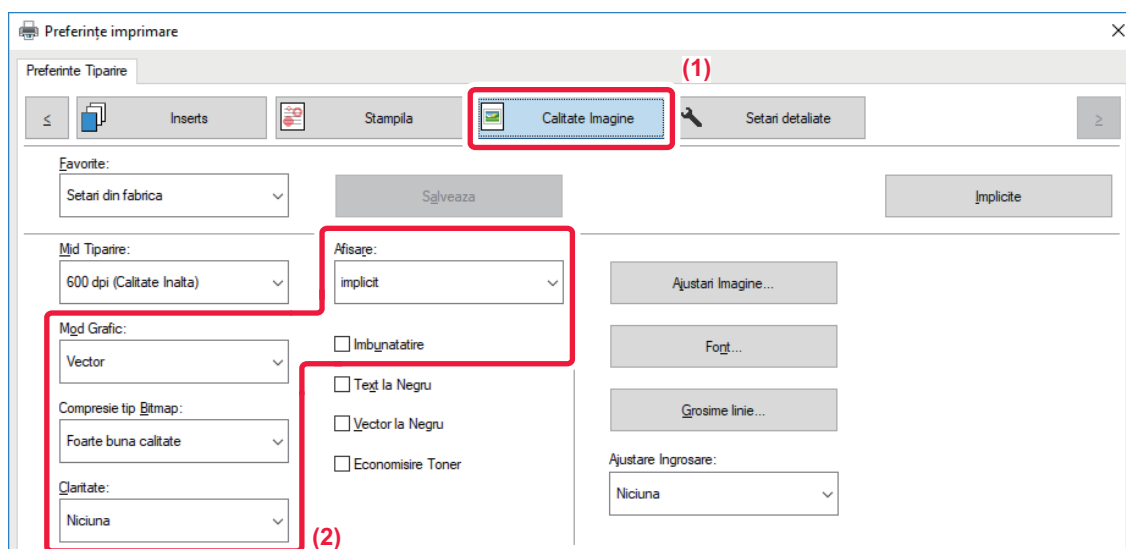 Preferințe imprimare
Preferinte Tiparire
(1)
≤ Inserts Stampila Calitate Imagine Setari detaliate ≥
Favorite:
Setari din fabrica Salveaza Implicite
Mid Tiparire: Afisare:
600 dpi (Calitate Inalta) implicit Ajustari Imagine...
Mod Grafic:
Vector Imbunatatire Font...
Text la Negru
Compresie tip Bitmap: Vector la Negru Grosime linie...
Foarte buna calitate
Economisire Toner Ajustare Ingrosare:
Claritate:
Niciuna Niciuna
(2)